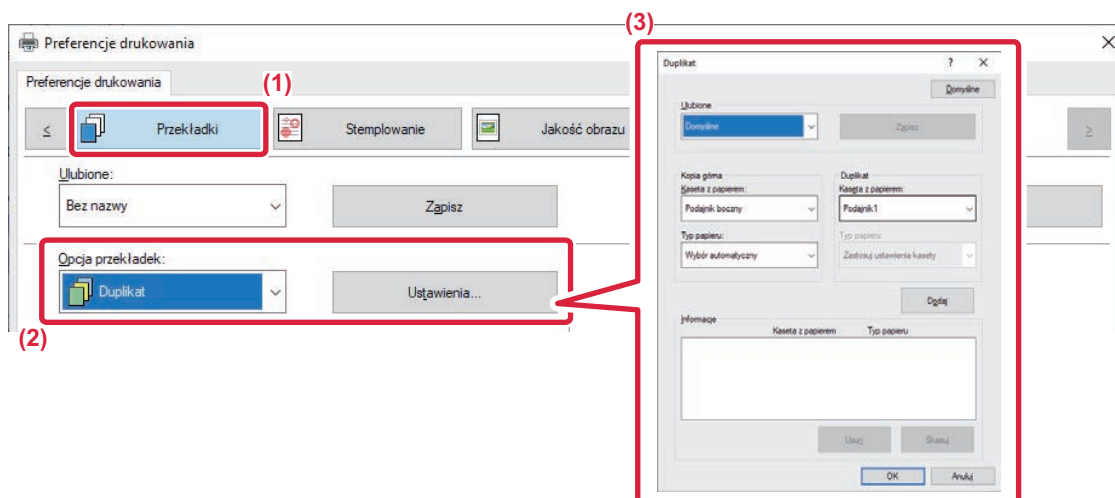 (3)
Preferencje drukowania
Preferencje drukowania
(1)
<
Przekładki
Stemplowanie
Jakość obrazu
>
Ulubione:
Bez nazwy
Zapisz
Opcja przekładek:
Duplikat
Ustawienia...
(2)
Duplikat
?
Domyślne
Ulubione
Domyślne
Zapisz
Kopia górna
Duplikat
Kaseta z papierem:
Kaseta z papierem:
Podajnik boczny
Podajnik1
Typ papieru:
Typ papieru:
Wybór automatyczny
Zastosuj ustawienia kasety
Dodaj
Informacje
Kaseta z papierem
Typ papieru
Usuń
Skasuj
OK
Anuluj